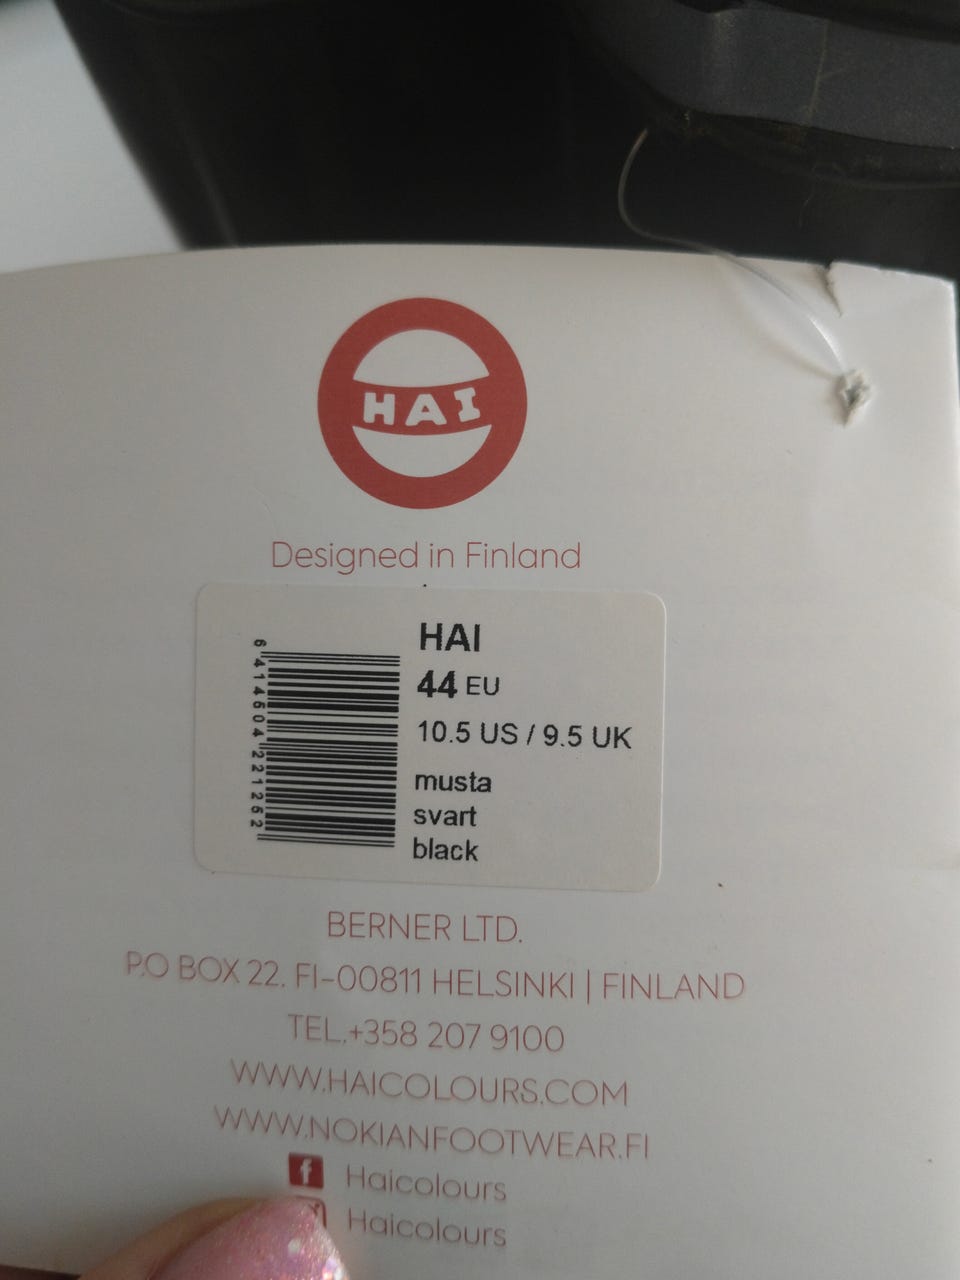 HAI
Designed in Finland
HAI
44 EU
10.5 US / 9.5 UK
musta
svart
black
6 414604 221252
BERNER LTD.
P.O BOX 22. FI-00811 HELSINKI | FINLAND
TEL.+358 207 9100
WWW.HAICOLOURS.COM
WWW.NOKIANFOOTWEAR.FI
f Haicolours
Haicolours